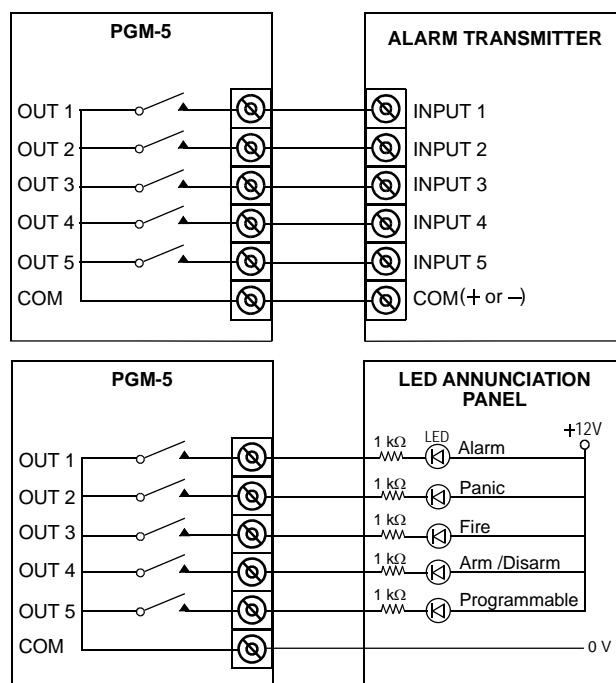 PGM-5
ALARM TRANSMITTER
OUT 1
INPUT 1
OUT 2
INPUT 2
OUT 3
INPUT 3
OUT 4
INPUT 4
OUT 5
INPUT 5
COM
COM(+ or –)
PGM-5
LED ANNUNCIATION
PANEL
+12V
OUT 1
1 kΩ
LED
Alarm
OUT 2
1 kΩ
Panic
OUT 3
1 kΩ
Fire
OUT 4
1 kΩ
Arm /Disarm
OUT 5
1 kΩ
Programmable
COM
0 V